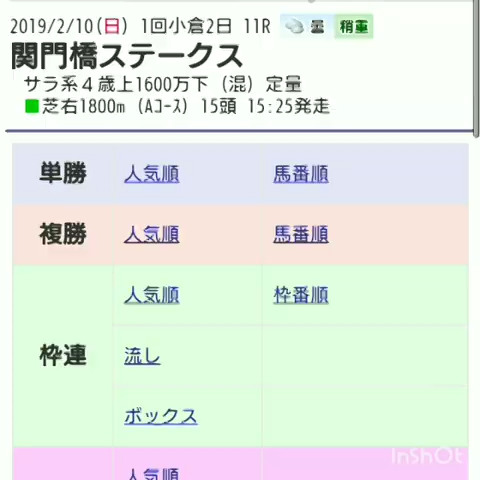 2019/2/10(日) 1回小倉2日 11R 曇 稍重
関門橋ステークス
サラ系４歳上1600万下 (混) 定量
芝右1800m (Aｺｰｽ) 15頭 15:25発走
単勝 人気順 馬番順
複勝 人気順 馬番順
人気順 枠番順
枠連 流し
ボックス
人気順
InShOt